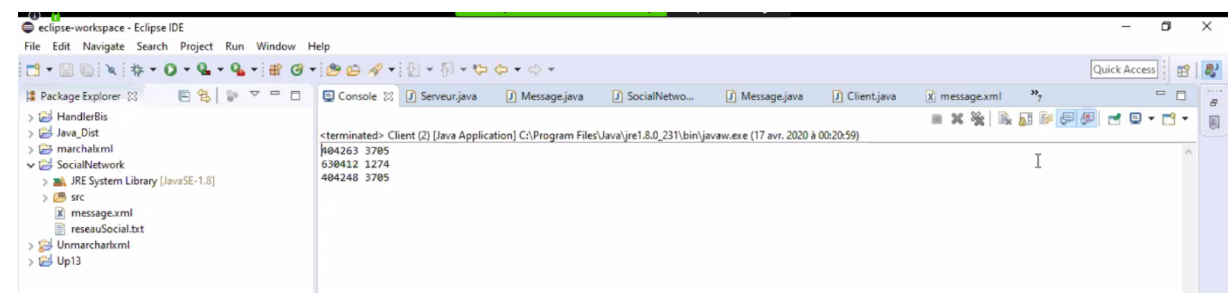 eclipse-workspace - Eclipse IDE
File Edit Navigate Search Project Run Window Help
Quick Access
Package Explorer
Console Serveur.java Message.java SocialNetwo... Message.java Client.java message.xml »7
<terminated> Client (2) [Java Application] C:\Program Files\Java\jre1.8.0_231\bin\javaw.exe (17 avr. 2020 à 00:20:59)
HandlerBis
Java_Dist
marchalxml
SocialNetwork
JRE System Library [JavaSE-1.8]
src
message.xml
reseauSocial.txt
Unmarcharlxml
Up13
404263 3705
630412 1274
404248 3705